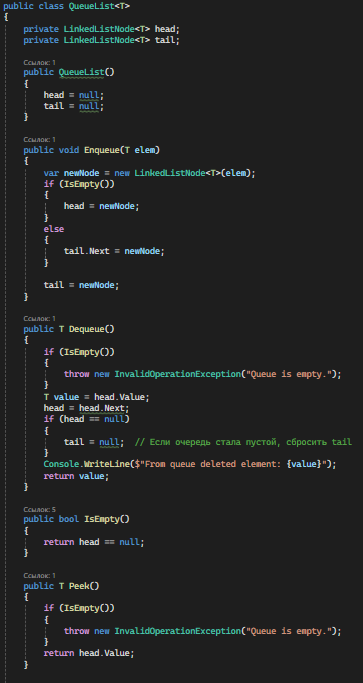 public class QueueList<T>
{
private LinkedListNode<T> head;
private LinkedListNode<T> tail;
Ссылок: 1
public QueueList()
{
head = null;
tail = null;
}
Ссылок: 1
public void Enqueue(T elem)
{
var newNode = new LinkedListNode<T>(elem);
if (IsEmpty())
{
head = newNode;
}
else
{
tail.Next = newNode;
}
tail = newNode;
}
Ссылок: 1
public T Dequeue()
{
if (IsEmpty())
{
throw new InvalidOperationException("Queue is empty.");
}
T value = head.Value;
head = head.Next;
if (head == null)
{
tail = null;  // Если очередь стала пустой, сбросить tail
}
Console.WriteLine($"From queue deleted element: {value}");
return value;
}
Ссылок: 5
public bool IsEmpty()
{
return head == null;
}
Ссылок: 1
public T Peek()
{
if (IsEmpty())
{
throw new InvalidOperationException("Queue is empty.");
}
return head.Value;
}